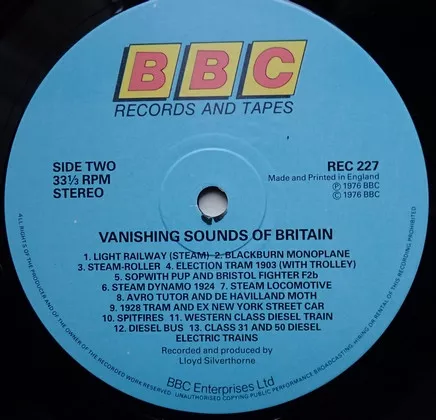 BBC
RECORDS AND TAPES
SIDE TWO
33⅓ RPM
STEREO
REC 227
Made and Printed in England
Ⓟ 1976 BBC
© 1976 BBC
VANISHING SOUNDS OF BRITAIN
1. LIGHT RAILWAY (STEAM) 2. BLACKBURN MONOPLANE
3. STEAM-ROLLER 4. ELECTION TRAM 1903 (WITH TROLLEY)
5. SOPWITH PUP AND BRISTOL FIGHTER F2b
6. STEAM DYNAMO 1924 7. STEAM LOCOMOTIVE
8. AVRO TUTOR AND DE HAVILLAND MOTH
9. 1928 TRAM AND EX NEW YORK STREET CAR
10. SPITFIRES 11. WESTERN CLASS DIESEL TRAIN
12. DIESEL BUS 13. CLASS 31 AND 50 DIESEL
ELECTRIC TRAINS
Recorded and produced by
Lloyd Silverthorne
BBC Enterprises Ltd
ALL RIGHTS OF THE RECORD PRODUCER AND OF THE OWNER OF THE RECORDED WORK RESERVED. UNAUTHORISED COPYING PUBLIC PERFORMANCE BROADCASTING HIRING OR RENTAL OF THIS RECORDING PROHIBITED